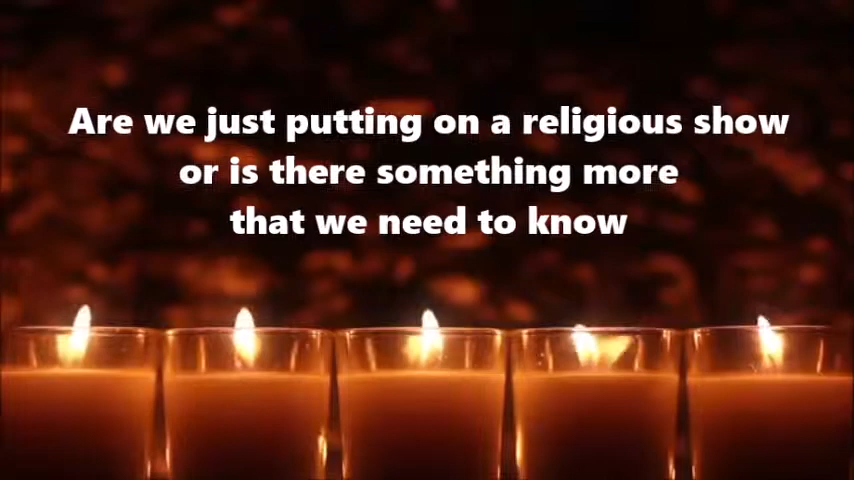 Are we just putting on a religious show
or is there something more
that we need to know